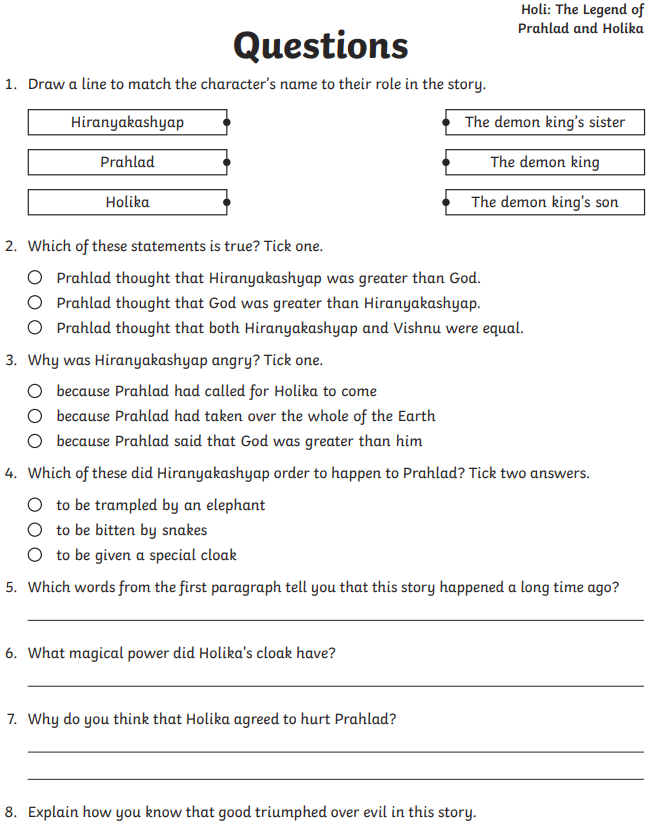 Holi: The Legend of
Prahlad and Holika
Questions
1. Draw a line to match the character's name to their role in the story.
Hiranyakashyap
The demon king's sister
Prahlad
The demon king
Holika
The demon king's son
2. Which of these statements is true? Tick one.
Prahlad thought that Hiranyakashyap was greater than God.
Prahlad thought that God was greater than Hiranyakashyap.
Prahlad thought that both Hiranyakashyap and Vishnu were equal.
3. Why was Hiranyakashyap angry? Tick one.
because Prahlad had called for Holika to come
because Prahlad had taken over the whole of the Earth
because Prahlad said that God was greater than him
4. Which of these did Hiranyakashyap order to happen to Prahlad? Tick two answers.
to be trampled by an elephant
to be bitten by snakes
to be given a special cloak
5. Which words from the first paragraph tell you that this story happened a long time ago?
6. What magical power did Holika's cloak have?
7. Why do you think that Holika agreed to hurt Prahlad?
8. Explain how you know that good triumphed over evil in this story.